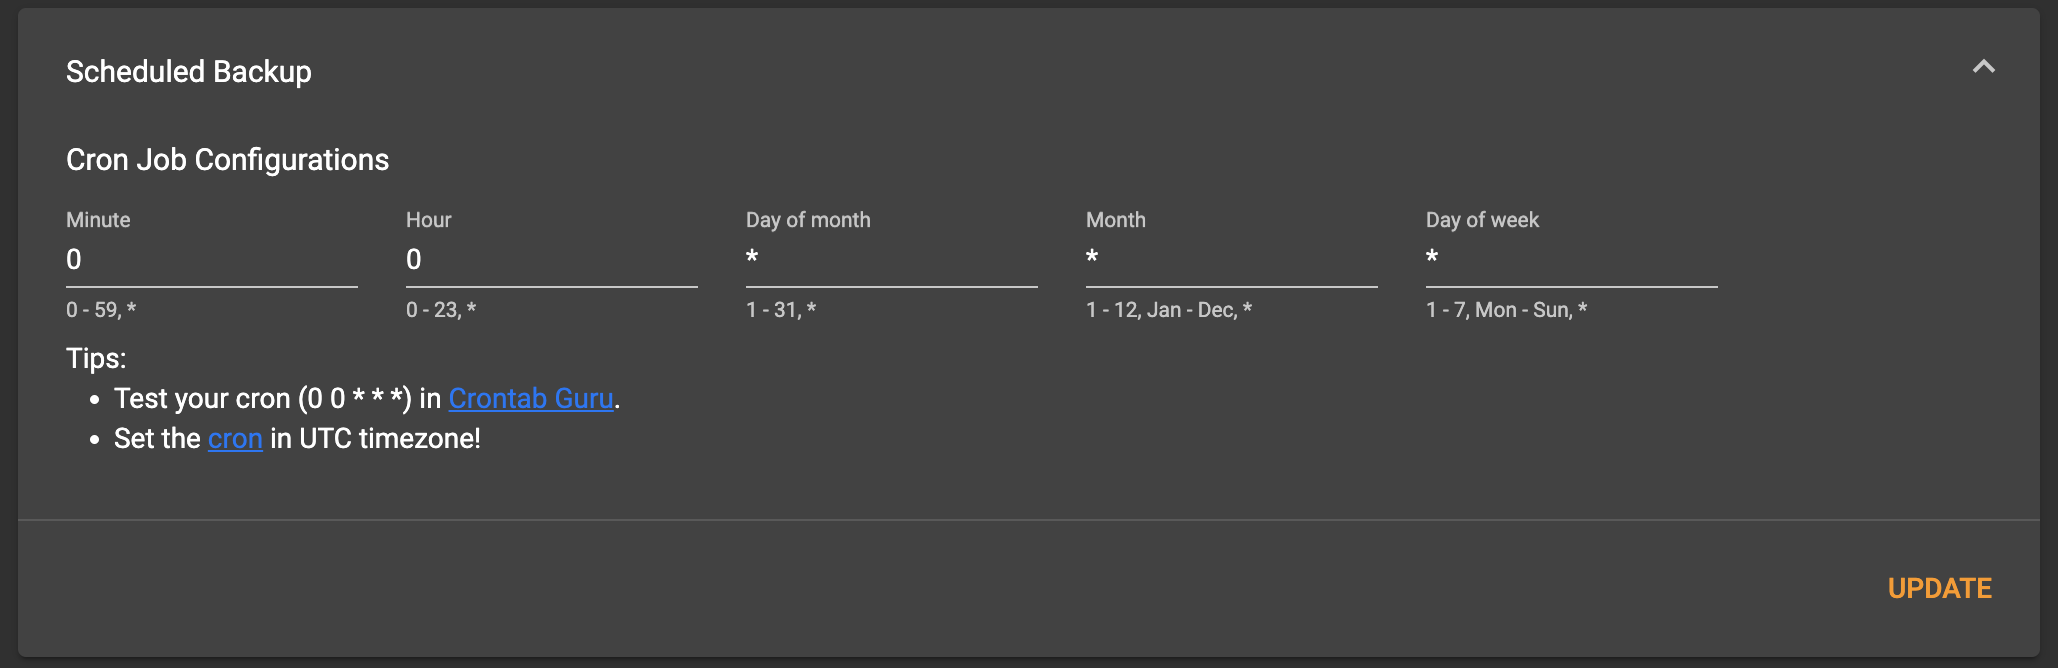 Scheduled Backup
Cron Job Configurations
Minute Hour Day of month Month Day of week
0 0 * * *
0 - 59, * 0 - 23, * 1 - 31, * 1 - 12, Jan - Dec, * 1 - 7, Mon - Sun, *
Tips:
• Test your cron (0 0 * * *) in Crontab Guru.
• Set the cron in UTC timezone!
UPDATE